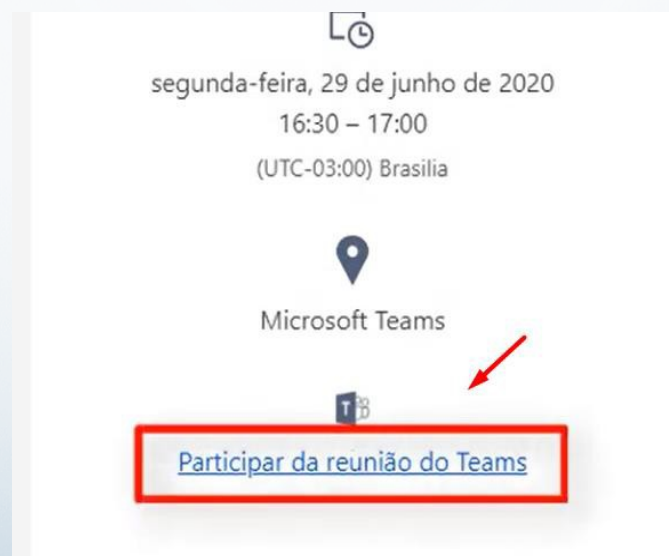 segunda-feira, 29 de junho de 2020
16:30 – 17:00
(UTC-03:00) Brasilia
Microsoft Teams
T
Participar da reunião do Teams